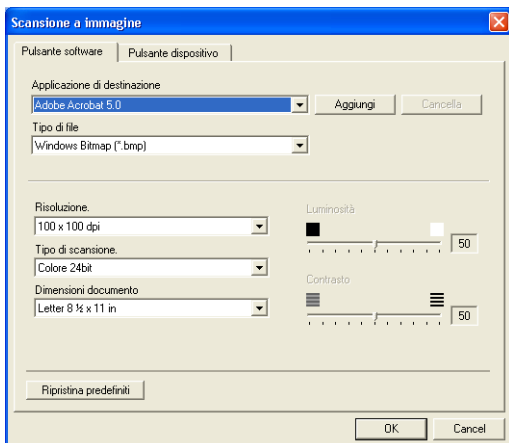 Scansione a immagine
Pulsante software Pulsante dispositivo
Applicazione di destinazione
Adobe Acrobat 5.0 Aggiungi Cancella
Tipo di file
Windows Bitmap (*.bmp)
Risoluzione. Luminosità
100 x 100 dpi
50
Tipo di scansione.
Colore 24bit
Contrasto
Dimensioni documento
Letter 8 ½ x 11 in
50
Ripristina predefiniti
OK Cancel